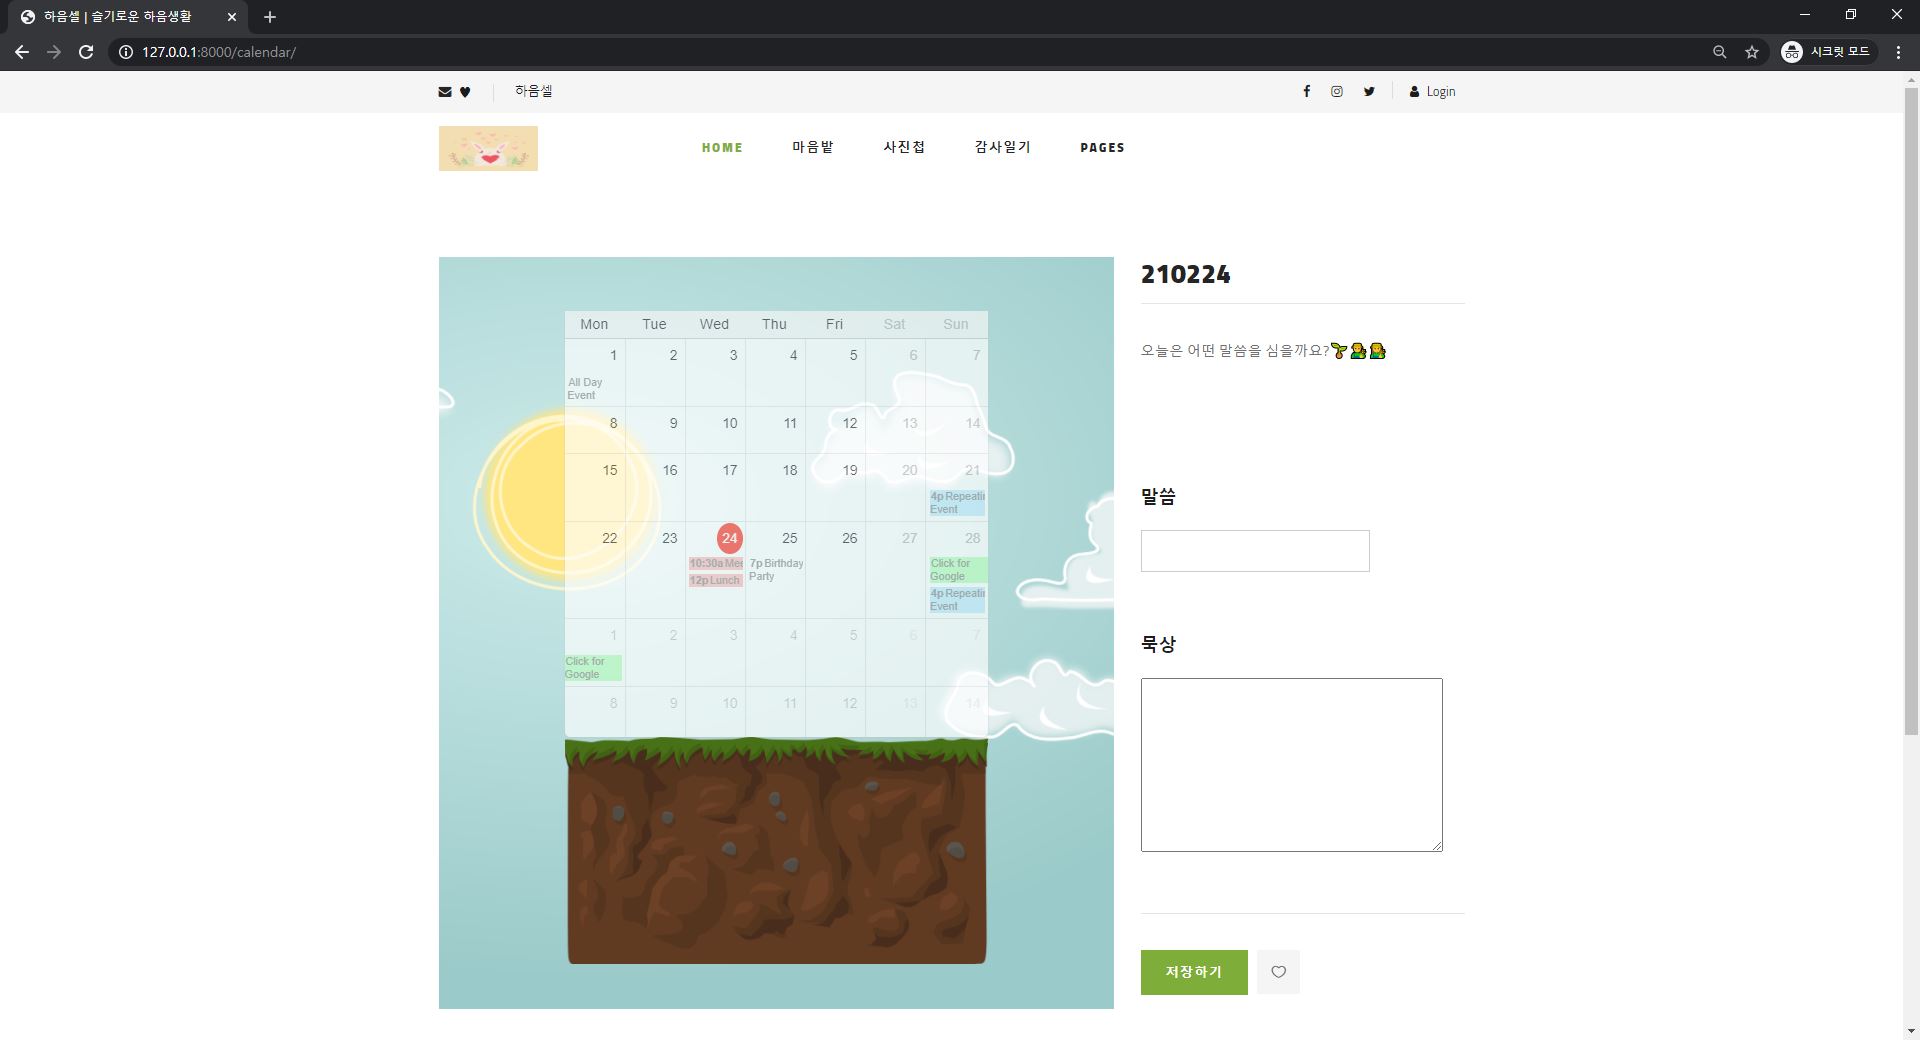 하음셀 | 슬기로운 하음생활
127.0.0.1:8000/calendar/
시크릿 모드
하음셀
Login
HOME 마음밭 사진첩 감사일기 PAGES
210224
오늘은 어떤 말씀을 심을까요?🌱👨‍🌾👨‍🌾
Mon Tue Wed Thu Fri Sat Sun
1 2 3 4 5 6 7
All Day
Event
8 9 10 11 12 13 14
15 16 17 18 19 20 21
4p Repeatin
Event
22 23 24 25 26 27 28
10:30a Mee
12p Lunch
7p Birthday
Party
Click for
Google
4p Repeatin
Event
1 2 3 4 5 6 7
Click for
Google
8 9 10 11 12 13 14
말씀
묵상
저장하기